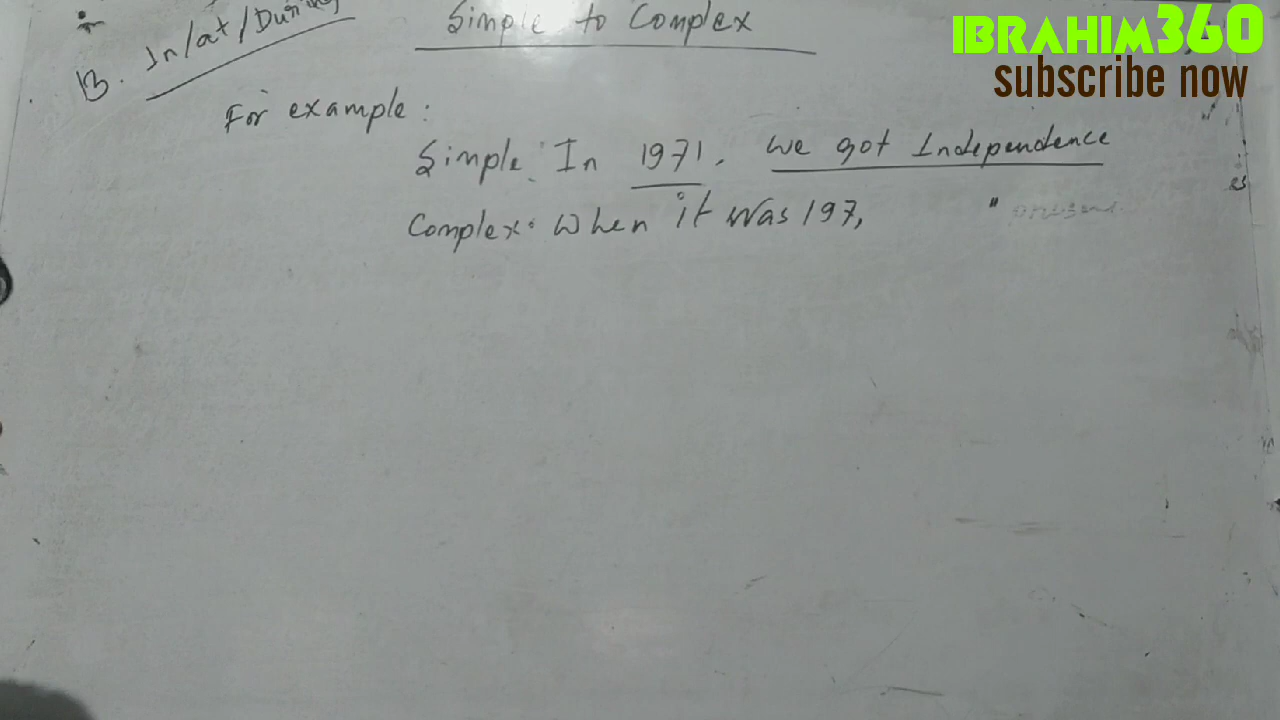 IBRAHIM360
subscribe now
Simple to Complex
B. In/at/During
For example:
Simple: In 1971, we got Independence
Complex: When it was 197, "